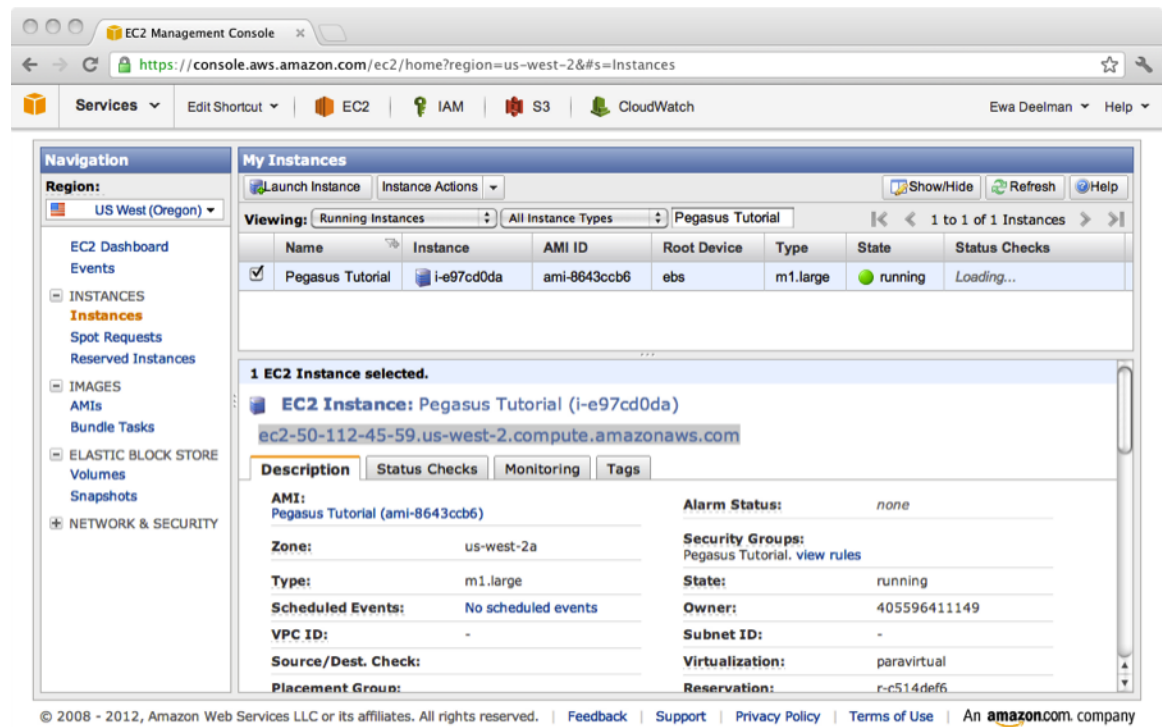 EC2 Management Console
https://console.aws.amazon.com/ec2/home?region=us-west-2&#s=Instances
Services Edit Shortcut EC2 IAM S3 CloudWatch Ewa Deelman Help
Navigation
Region:
US West (Oregon)
EC2 Dashboard
Events
INSTANCES
Instances
Spot Requests
Reserved Instances
IMAGES
AMIs
Bundle Tasks
ELASTIC BLOCK STORE
Volumes
Snapshots
NETWORK & SECURITY
My Instances
Launch Instance Instance Actions Show/Hide Refresh Help
Viewing: Running Instances All Instance Types Pegasus Tutorial 1 to 1 of 1 Instances
Name Instance AMI ID Root Device Type State Status Checks
Pegasus Tutorial i-e97cd0da ami-8643ccb6 ebs m1.large running Loading...
1 EC2 Instance selected.
EC2 Instance: Pegasus Tutorial (i-e97cd0da)
ec2-50-112-45-59.us-west-2.compute.amazonaws.com
Description Status Checks Monitoring Tags
AMI:
Pegasus Tutorial (ami-8643ccb6)
Alarm Status: none
Zone: us-west-2a
Security Groups:
Pegasus Tutorial. view rules
Type: m1.large
State: running
Scheduled Events: No scheduled events
Owner: 405596411149
VPC ID: -
Subnet ID: -
Source/Dest. Check:
Virtualization: paravirtual
Placement Group:
Reservation: r-c514def6
© 2008 - 2012, Amazon Web Services LLC or its affiliates. All rights reserved. | Feedback | Support | Privacy Policy | Terms of Use | An amazon.com. company